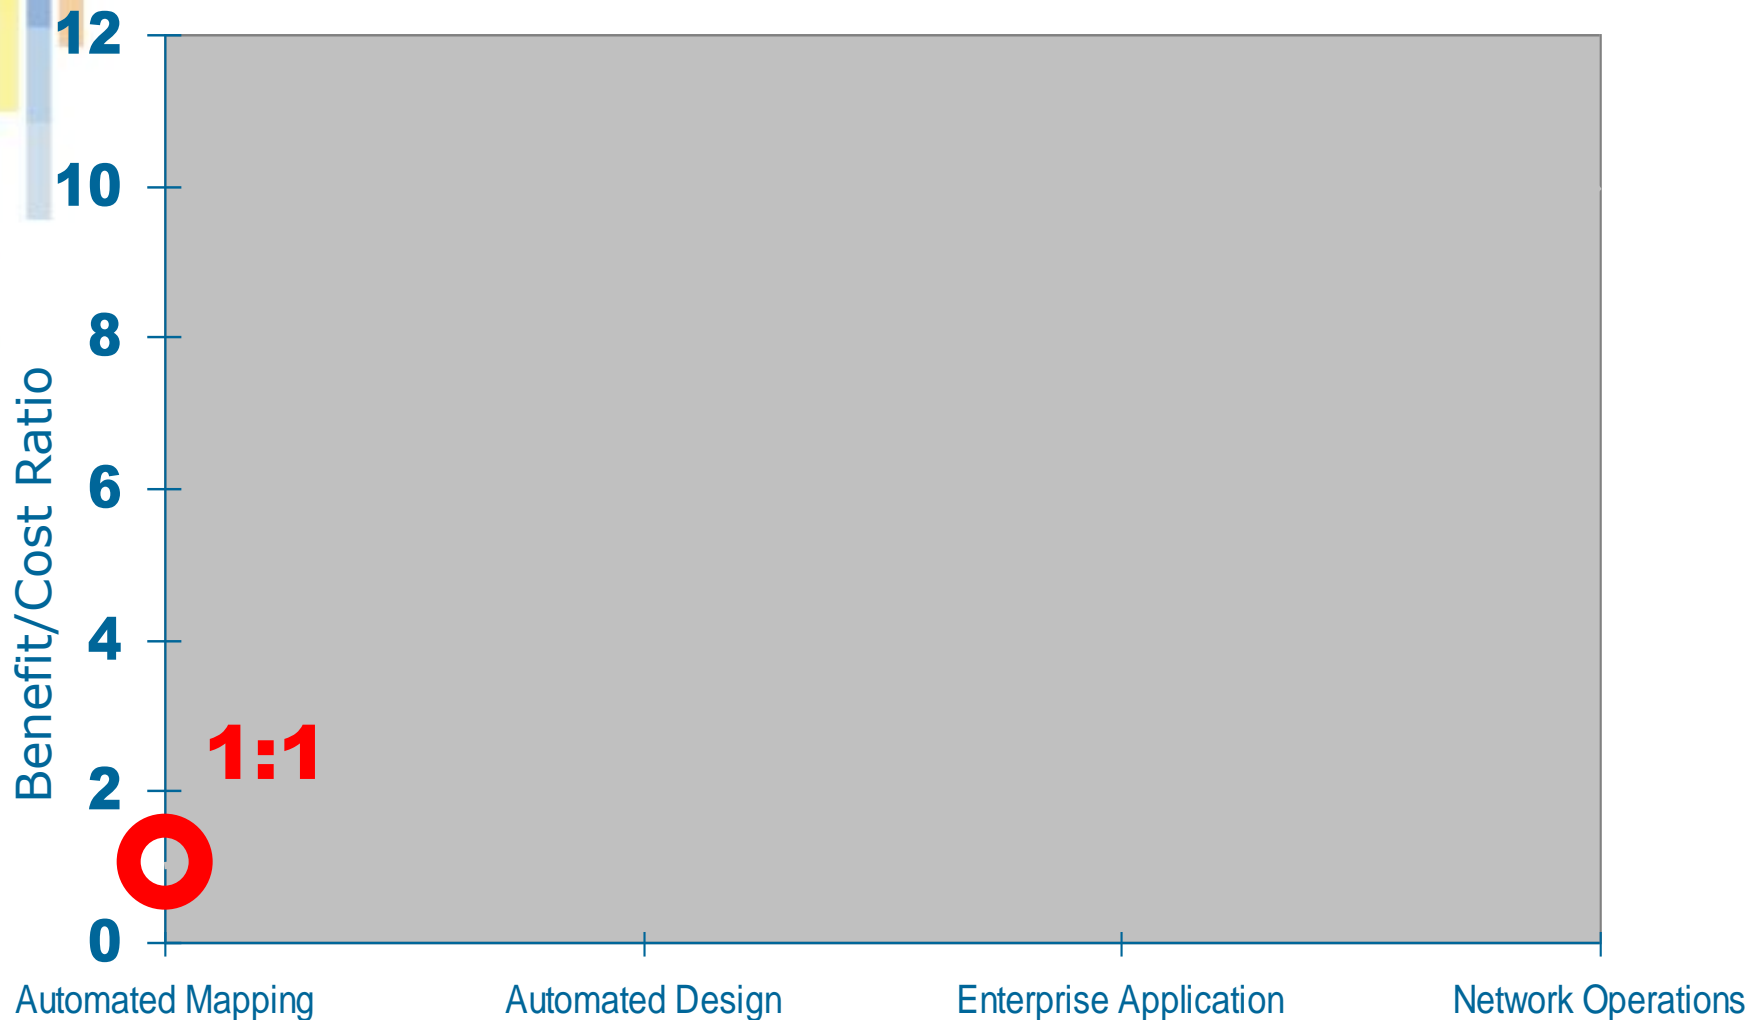 12
10
8
6
4
2
0
Benefit/Cost Ratio
1:1
Automated Mapping
Automated Design
Enterprise Application
Network Operations